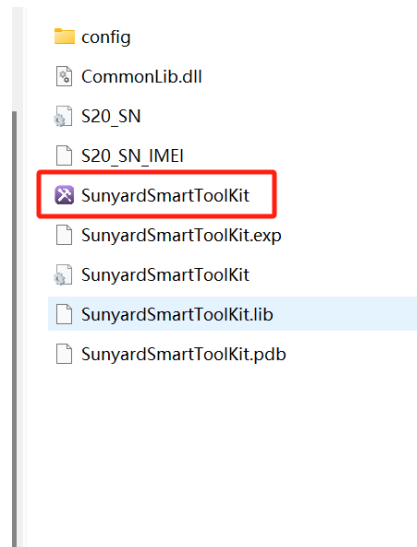 config
CommonLib.dll
S20_SN
S20_SN_IMEI
SunyardSmartToolKit
SunyardSmartToolKit.exp
SunyardSmartToolKit
SunyardSmartToolKit.lib
SunyardSmartToolKit.pdb